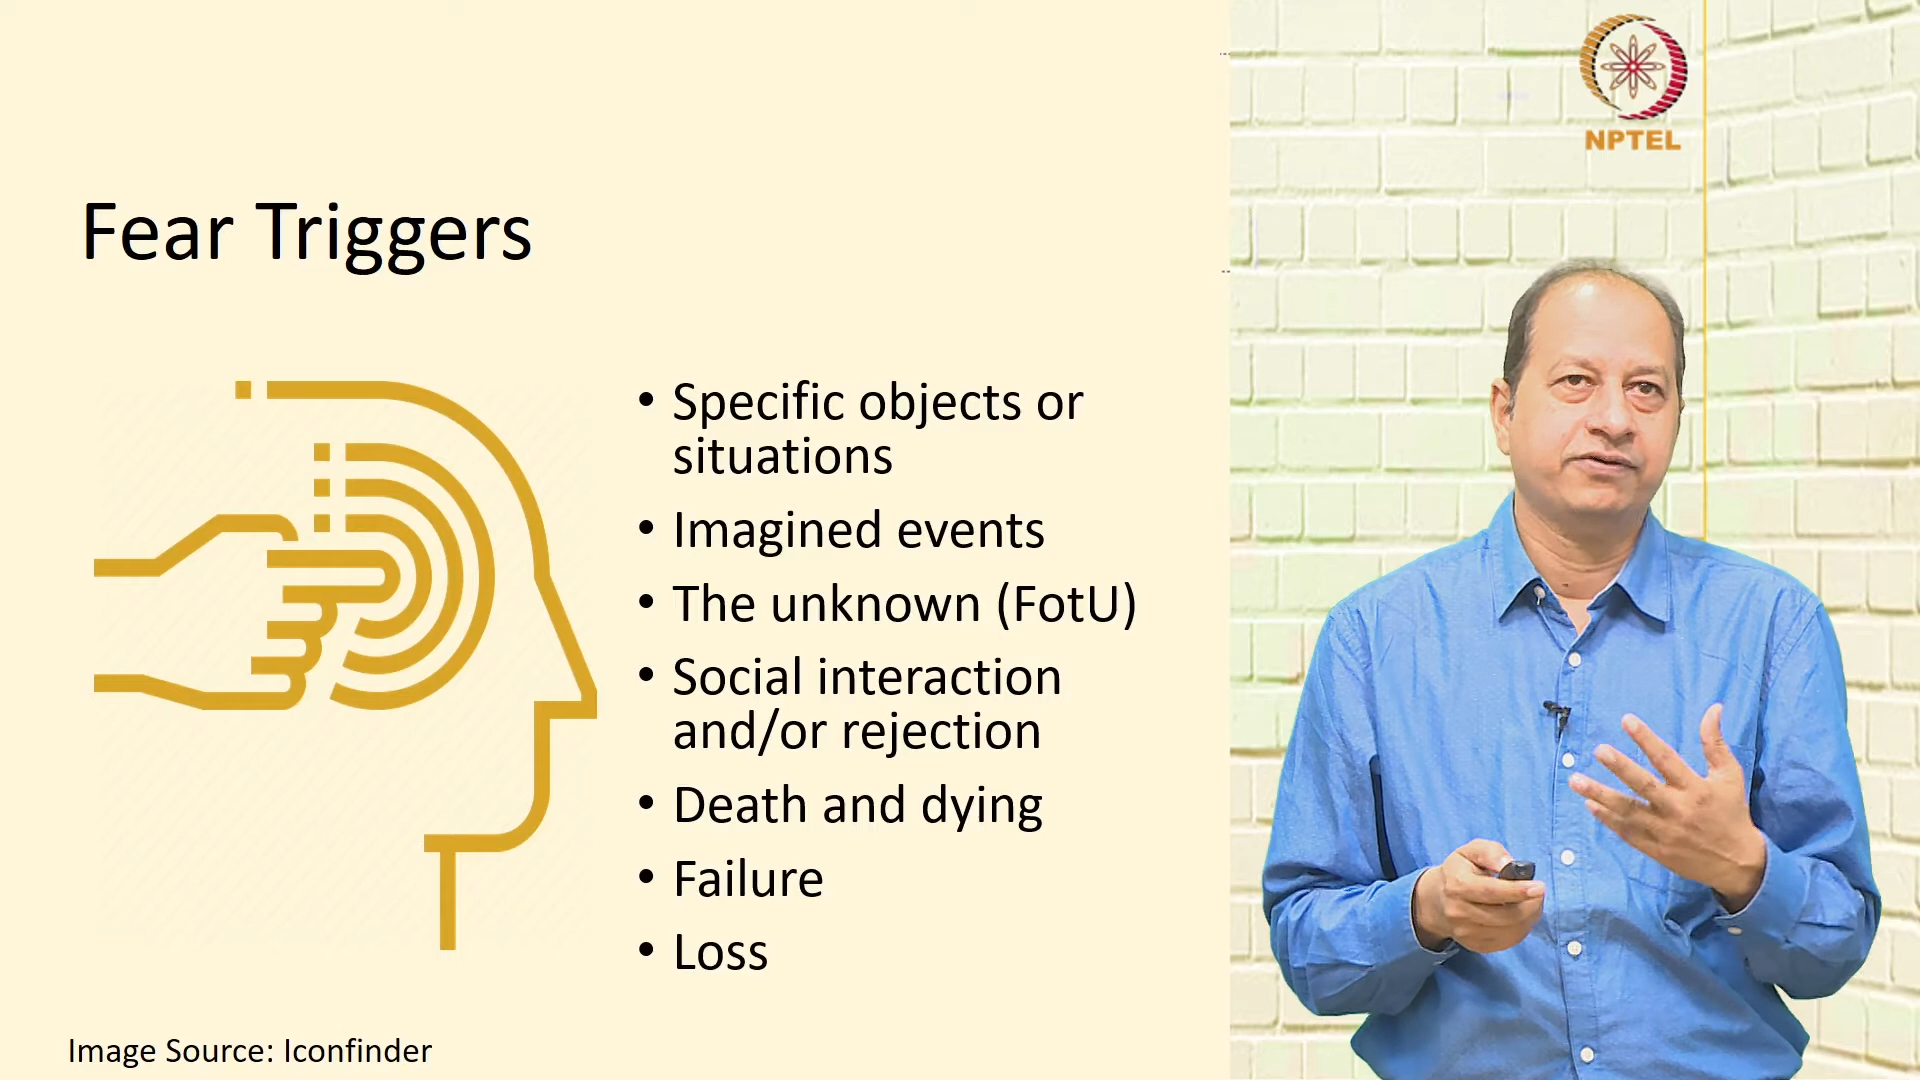 NPTEL
Fear Triggers
• Specific objects or
situations
• Imagined events
• The unknown (FotU)
• Social interaction
and/or rejection
• Death and dying
• Failure
• Loss
Image Source: Iconfinder